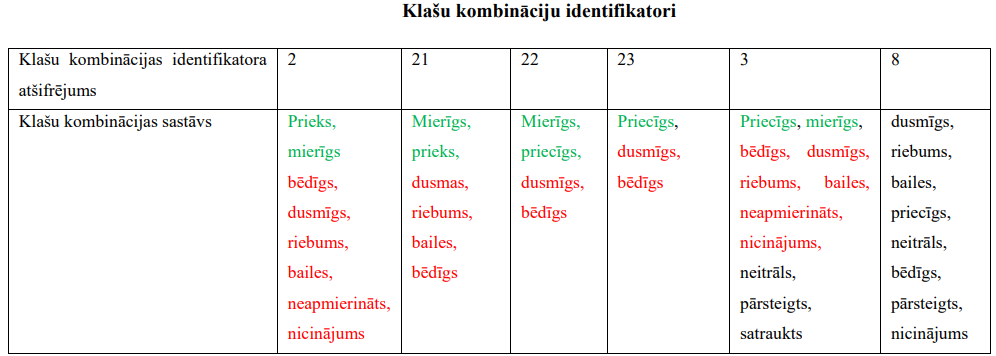 Klašu kombināciju identifikatori
Klašu kombinācijas identifikatora
atšifrējums
2
21
22
23
3
8
Klašu kombinācijas sastāvs
Prieks,
mierīgs
bēdīgs,
dusmīgs,
riebums,
bailes,
neapmierināts,
nicinājums
Mierīgs,
prieks,
dusmas,
riebums,
bailes,
bēdīgs
Mierīgs,
priecīgs,
dusmīgs,
bēdīgs
Priecīgs,
dusmīgs,
bēdīgs
Priecīgs, mierīgs,
bēdīgs, dusmīgs,
riebums, bailes,
neapmierināts,
nicinājums,
neitrāls,
pārsteigts,
satraukts
dusmīgs,
riebums,
bailes,
priecīgs,
neitrāls,
bēdīgs,
pārsteigts,
nicinājums